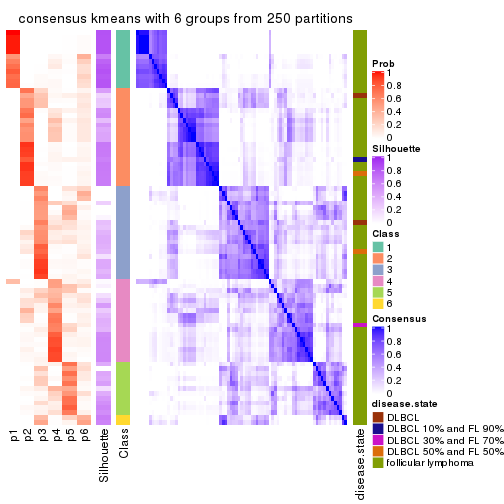 consensus kmeans with 6 groups from 250 partitions
Prob
1
0.8
0.6
0.4
0.2
0
Silhouette
1
0.8
0.6
0.4
0.2
0
Class
1
2
3
4
5
6
Consensus
1
0.8
0.6
0.4
0.2
0
disease.state
DLBCL
DLBCL 10% and FL 90%
DLBCL 30% and FL 70%
DLBCL 50% and FL 50%
follicular lymphoma
p1
p2
p3
p4
p5
p6
Silhouette
Class
disease.state